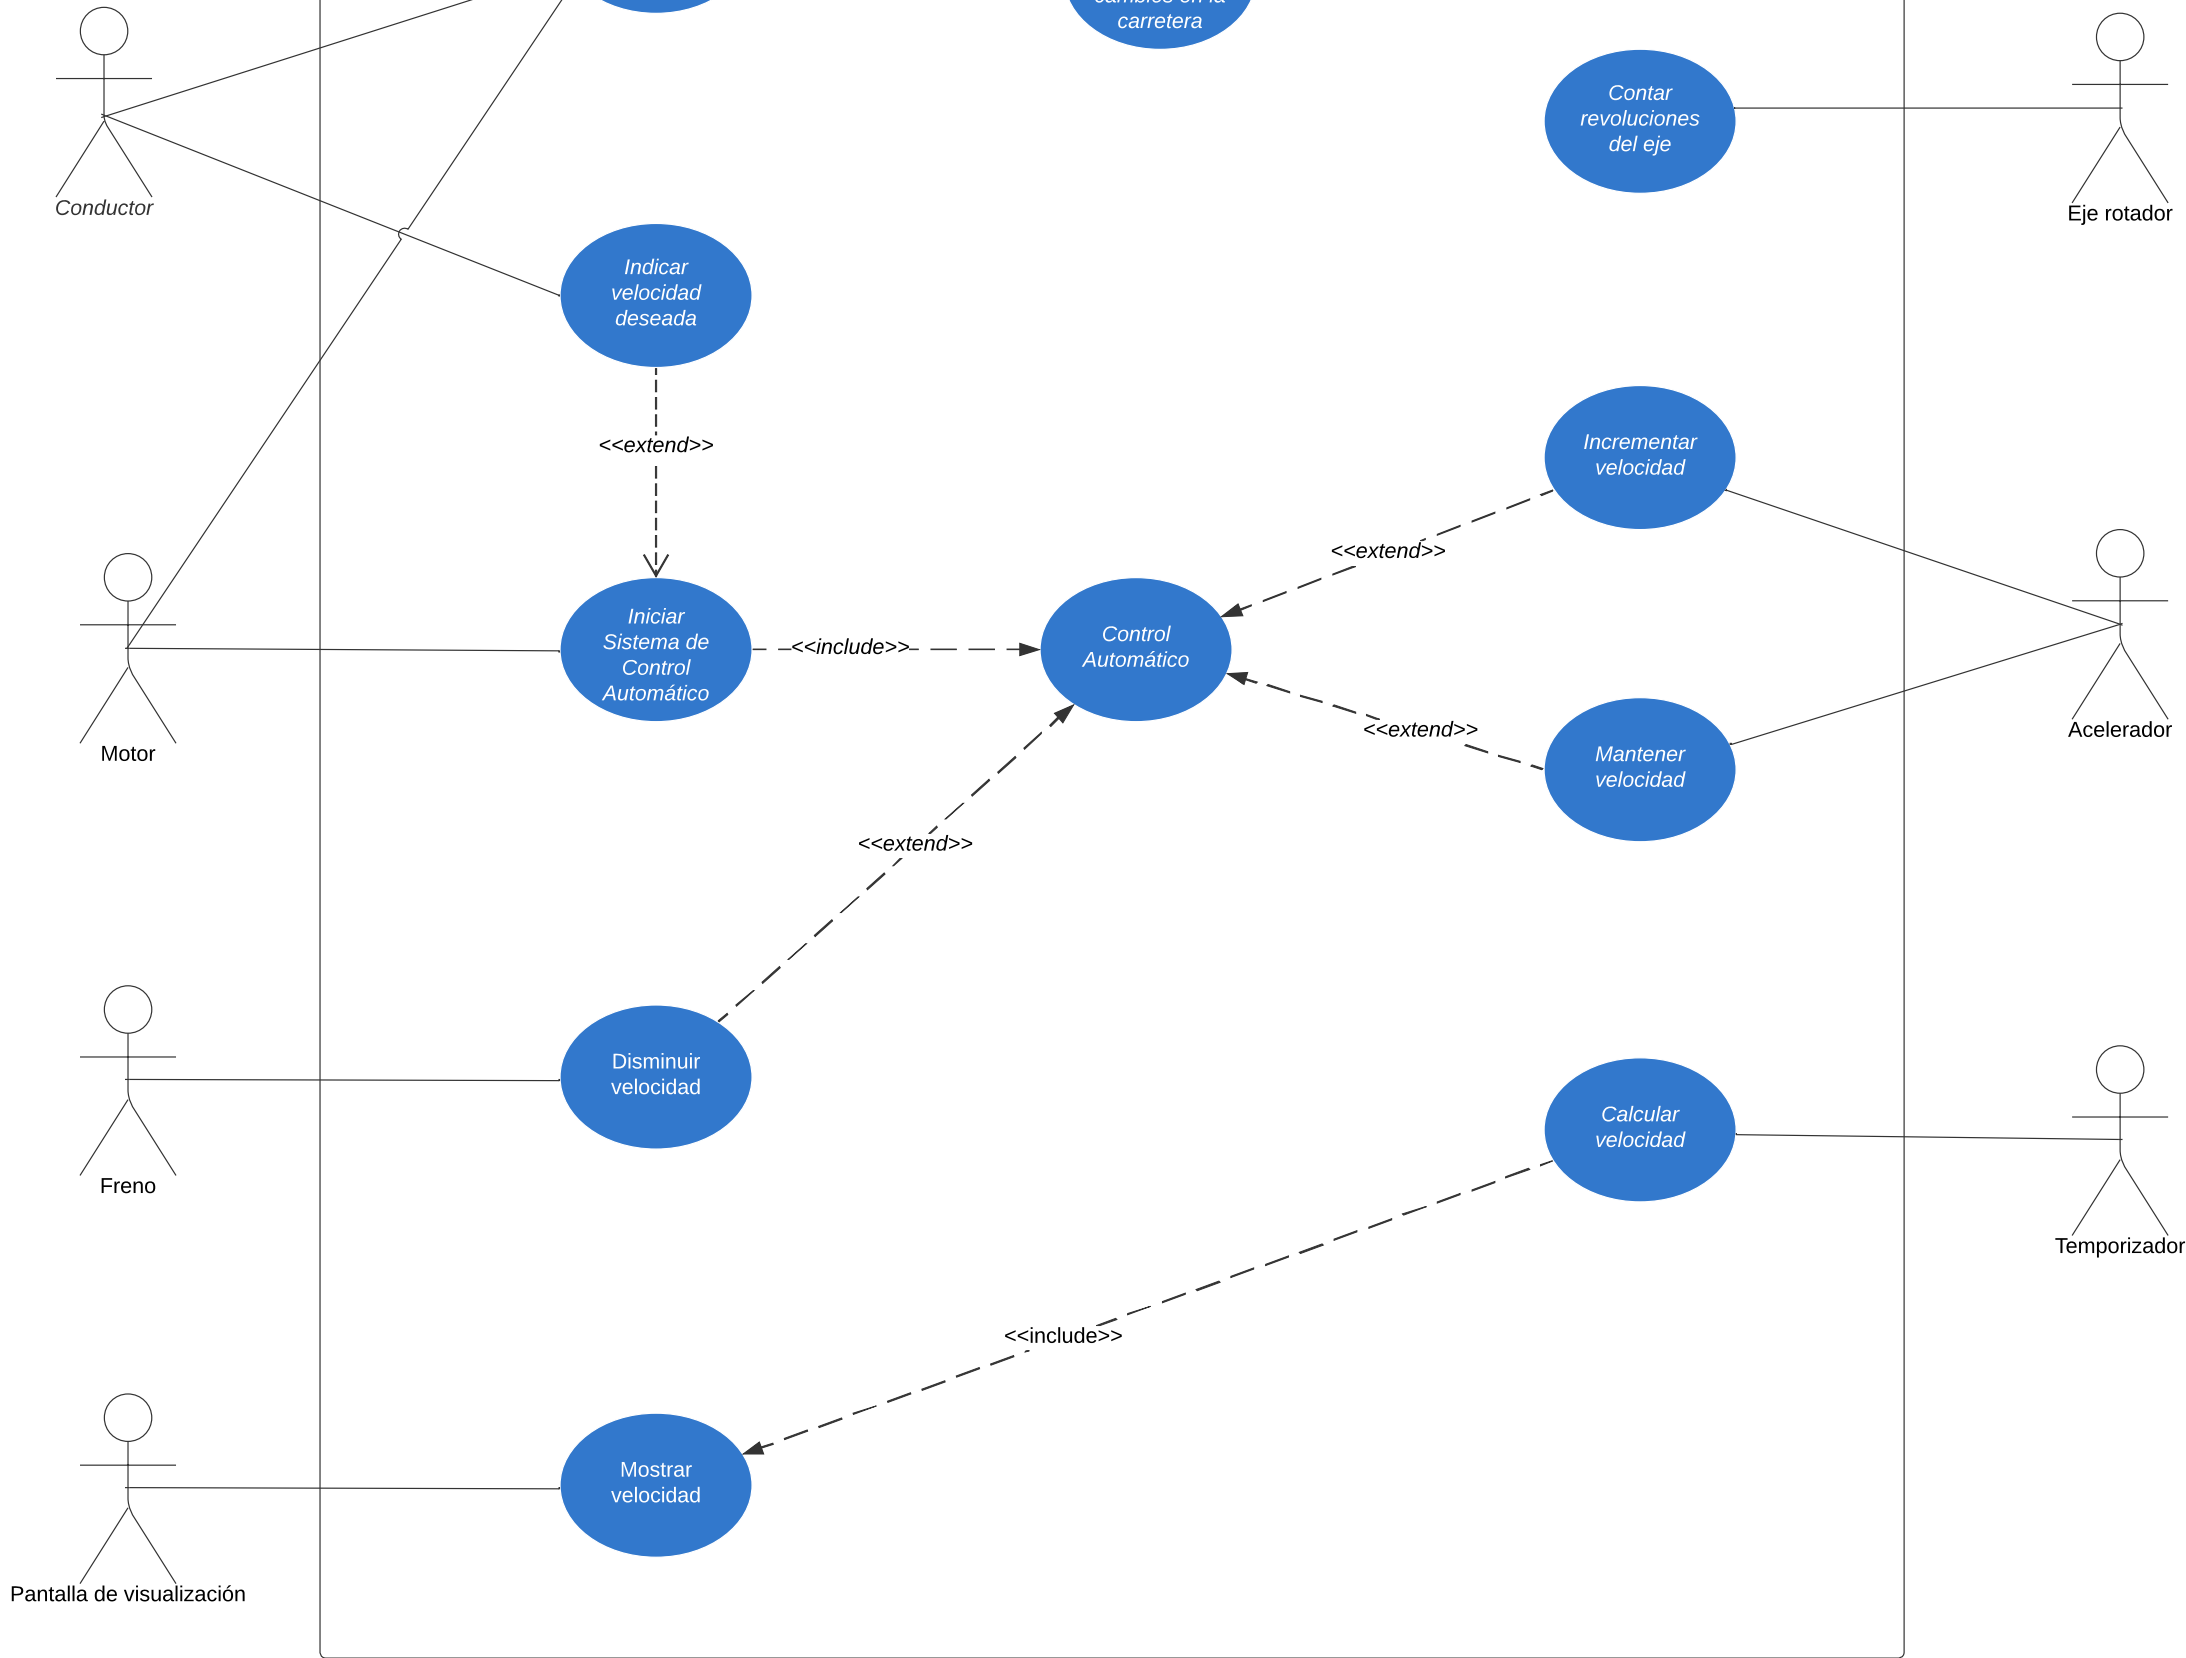 carretera
Contar
revoluciones
del eje
Conductor
Eje rotador
Indicar
velocidad
deseada
<<extend>>
Incrementar
velocidad
<<extend>>
Iniciar
Sistema de
Control
Automático
<<include>>
Control
Automático
Motor
Acelerador
<<extend>>
Mantener
velocidad
<<extend>>
Disminuir
velocidad
Freno
Calcular
velocidad
Temporizador
<<include>>
Mostrar
velocidad
Pantalla de visualización